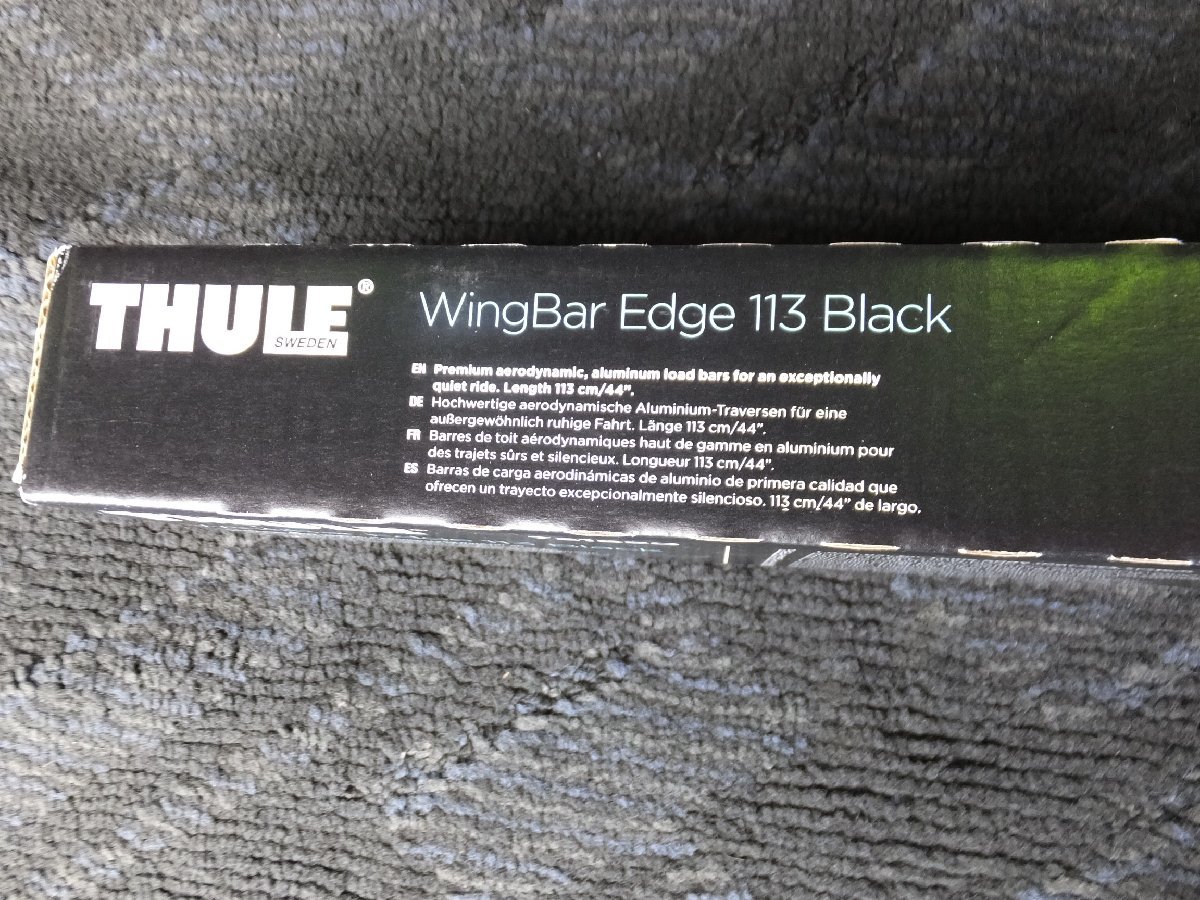 THULE®
SWEDEN
WingBar Edge 113 Black
EN Premium aerodynamic, aluminum load bars for an exceptionally
quiet ride. Length 113 cm/44”.
DE Hochwertige aerodynamische Aluminium-Traversen für eine
außergewöhnlich ruhige Fahrt. Länge 113 cm/44”.
FR Barres de toit aérodynamiques haut de gamme en aluminium pour
des trajets sûrs et silencieux. Longueur 113 cm/44”.
ES Barras de carga aerodinámicas de aluminio de primera calidad que
ofrecen un trayecto excepcionalmente silencioso. 113 cm/44” de largo.